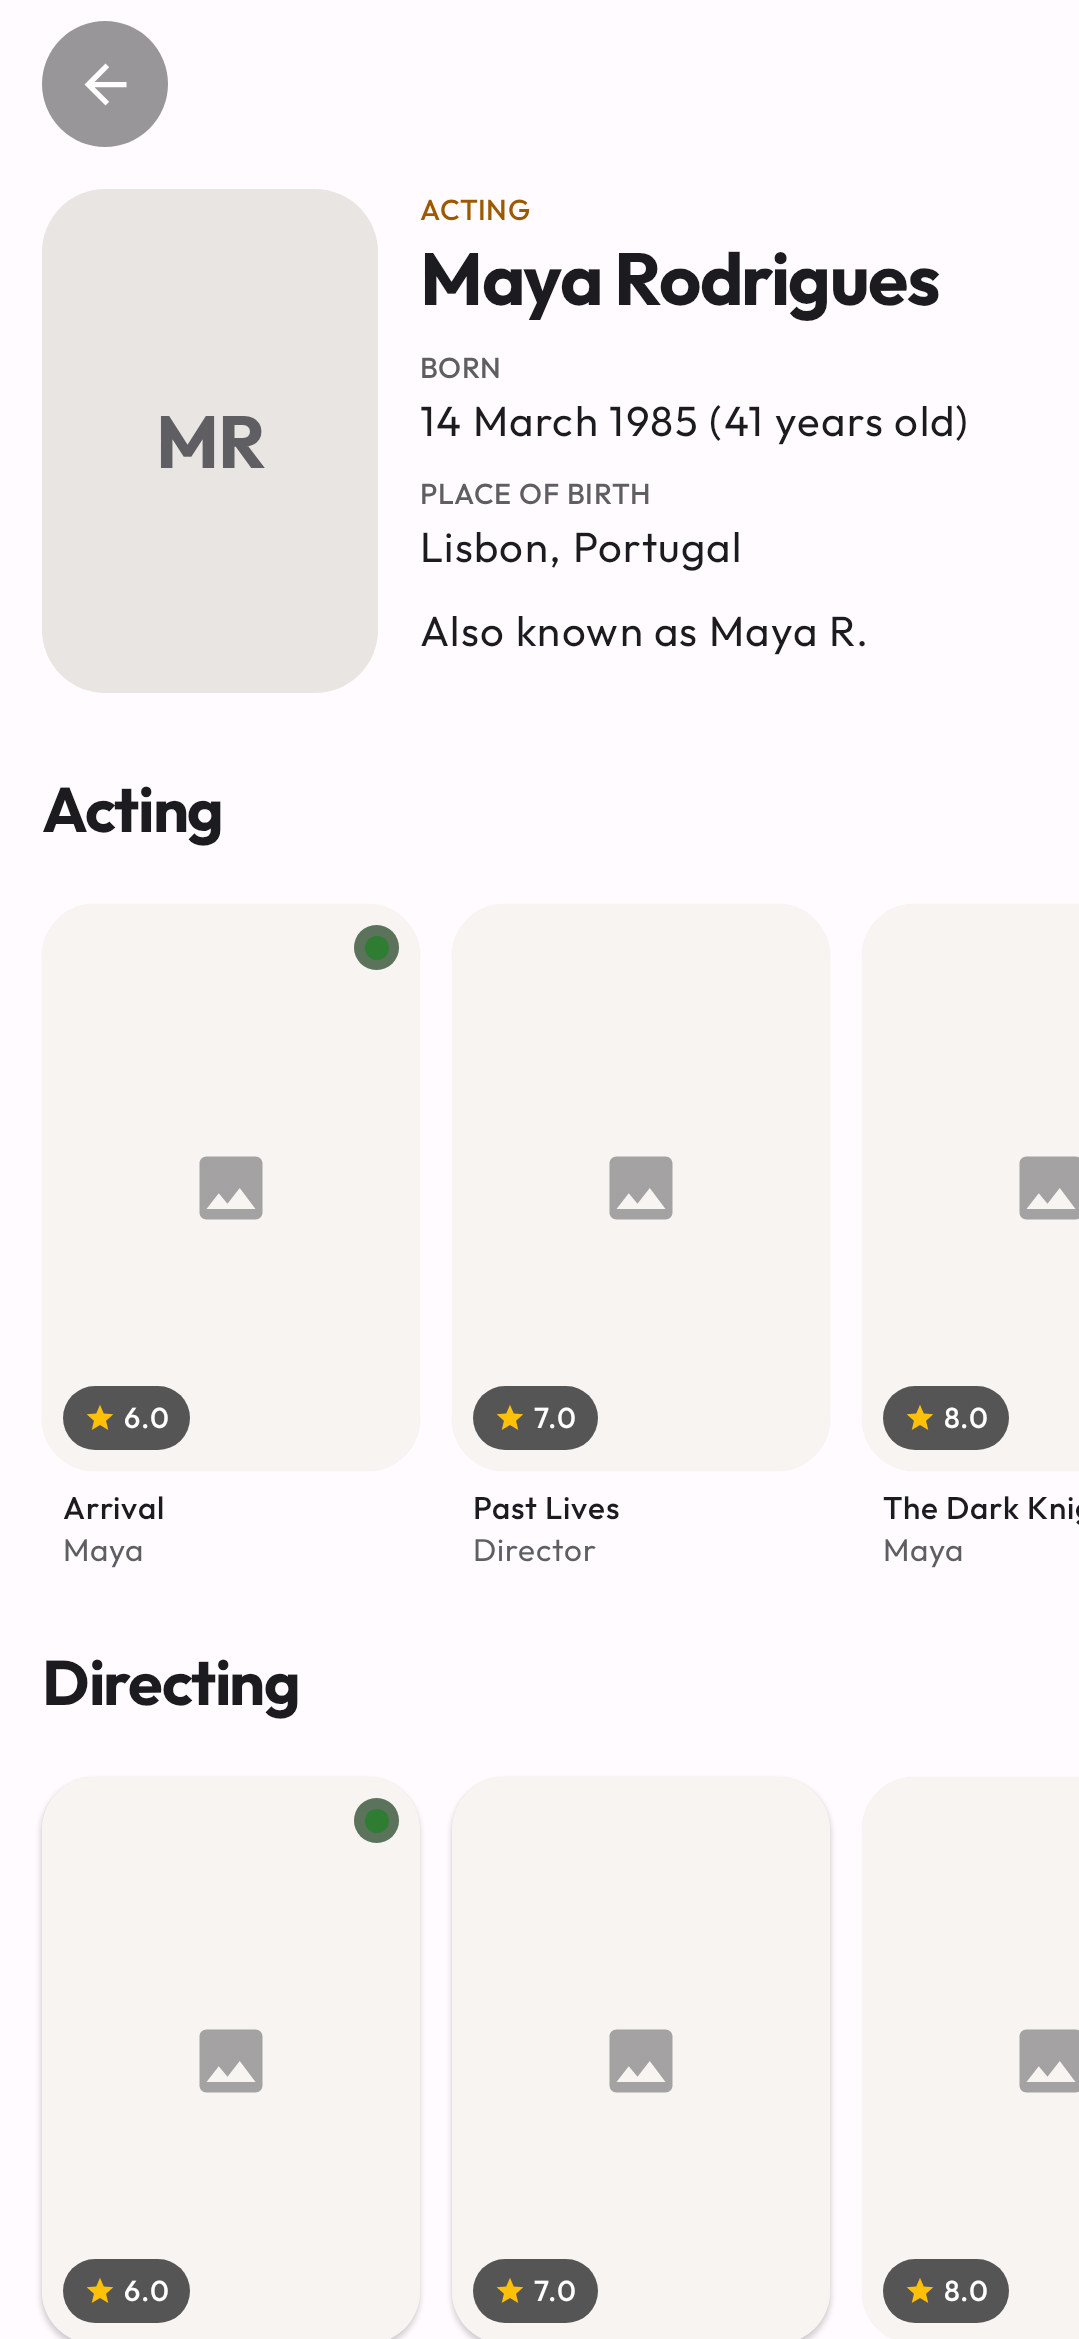 ACTING
Maya Rodrigues
BORN
14 March 1985 (41 years old)
PLACE OF BIRTH
Lisbon, Portugal
Also known as Maya R.
MR
Acting
6.0
7.0
8.0
Arrival
Past Lives
The Dark
Maya
Director
Maya
Directing
6.0
7.0
8.0